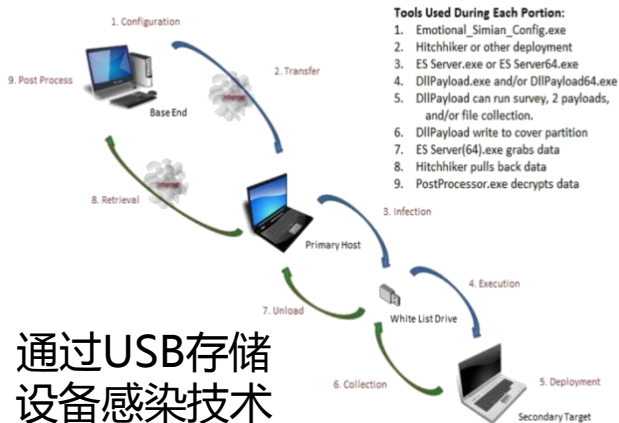 1. Configuration
2. Transfer
9. Post Process
Internet
Base End
Internet
8. Retrieval
3. Infection
Primary Host
4. Execution
7. Unload
White List Drive
6. Collection
5. Deployment
Secondary Target
Tools Used During Each Portion:
1. Emotional_Simian_Config.exe
2. Hitchhiker or other deployment
3. ES Server.exe or ES Server64.exe
4. DllPayload.exe and/or DllPayload64.exe
5. DllPayload can run survey, 2 payloads,
and/or file collection.
6. DllPayload write to cover partition
7. ES Server(64).exe grabs data
8. Hitchhiker pulls back data
9. PostProcessor.exe decrypts data
通过USB存储
设备感染技术